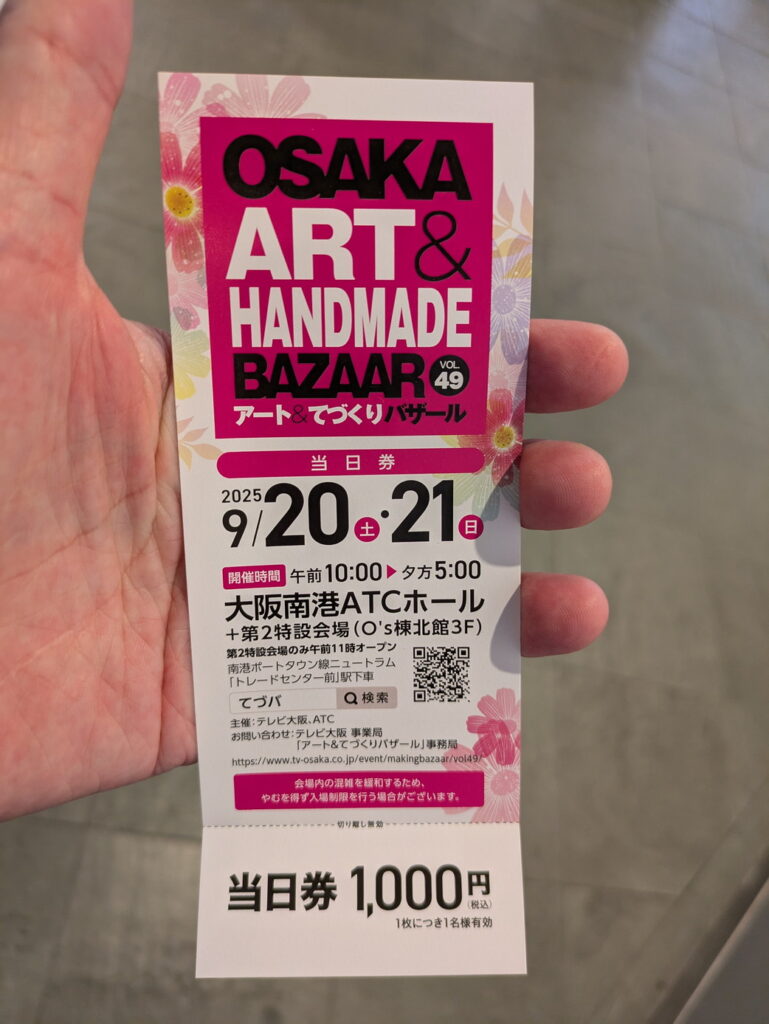 OSAKA
ART&
HANDMADE
BAZAAR VOL.49
アート&てづくりバザール
当日券
2025
9/20土・21日
開催時間 午前10:00▶夕方5:00
大阪南港ATCホール
+第2特設会場(O's棟北館3F)
第2特設会場のみ午前11時オープン
南港ポートタウン線ニュートラム
「トレードセンター前」駅下車
てづバ 検索
主催:テレビ大阪、ATC
お問い合わせ:テレビ大阪 事業局
「アート&てづくりバザール」事務局
https://www.tv-osaka.co.jp/event/makingbazaar/vol49/
会場内の混雑を緩和するため、
やむを得ず入場制限を行う場合がございます。
切り離し無効
当日券 1,000円(税込)
1枚につき1名様有効